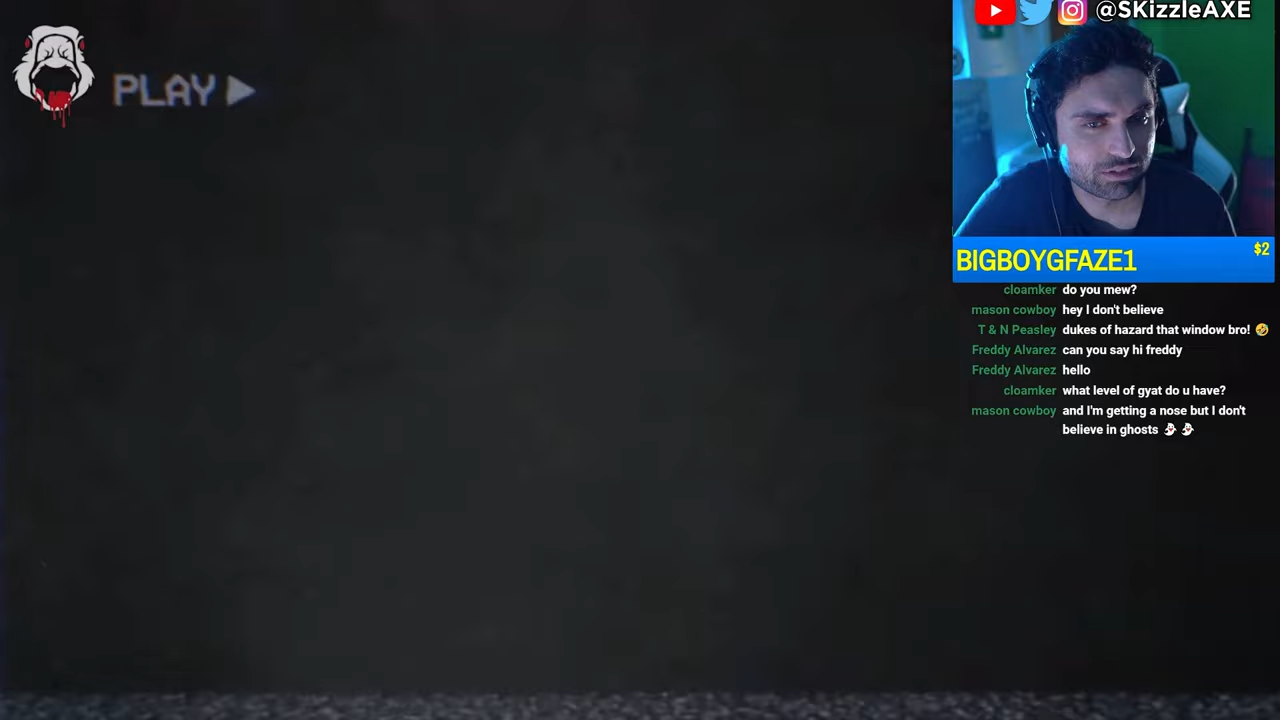 @SKizzleAXE
PLAY
BIGBOYGFAZE1
$2
cloamker do you mew?
mason cowboy hey I don't believe
T & N Peasley dukes of hazard that window bro! 🤣
Freddy Alvarez can you say hi freddy
Freddy Alvarez hello
cloamker what level of gyat do u have?
mason cowboy and I'm getting a nose but I don't
believe in ghosts 👻 👻